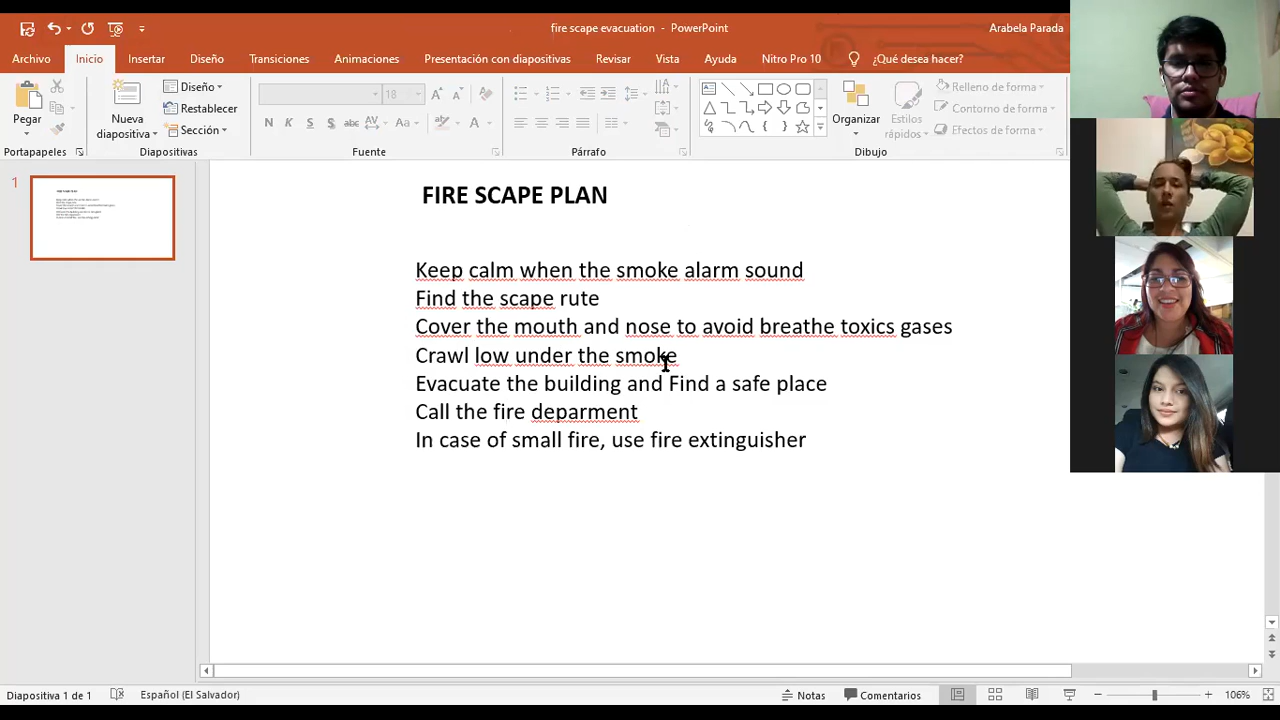 fire scape evacuation - PowerPoint
Arabela Parada
Archivo Inicio Insertar Diseño Transiciones Animaciones Presentación con diapositivas Revisar Vista Ayuda Nitro Pro 10 ¿Qué desea hacer?
Pegar
Nueva diapositiva
Diseño
Restablecer
Sección
18
N K S S abc AV Aa A
Organizar
Estilos rápidos
Relleno de forma
Contorno de forma
Efectos de forma
Portapapeles Diapositivas Fuente Párrafo Dibujo
1
FIRE SCAPE PLAN
Keep calm when the smoke alarm sound
Find the scape rute
Cover the mouth and nose to avoid breathe toxics gases
Crawl low under the smoke
Evacuate the building and Find a safe place
Call the fire deparment
In case of small fire, use fire extinguisher
Diapositiva 1 de 1 Español (El Salvador) Notas Comentarios 106%